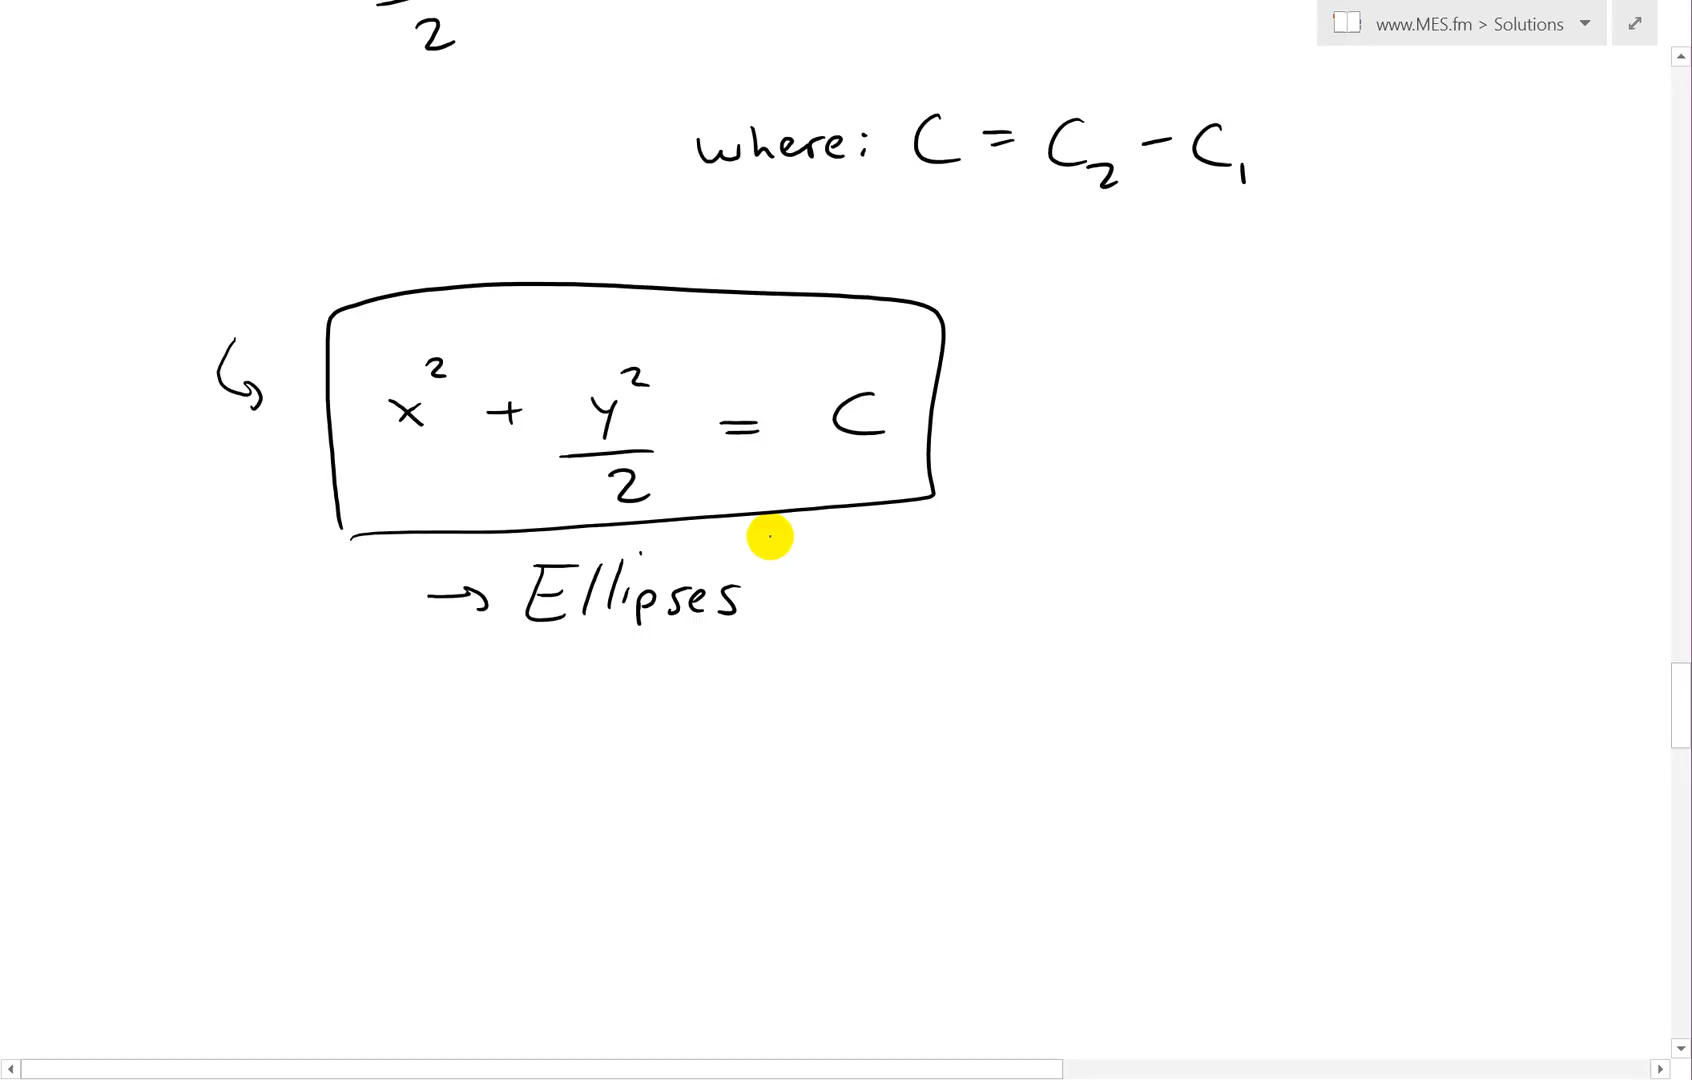 www.MES.fm > Solutions
2
where: C = C₂ - C₁
x² + y²/2 = C
→ Ellipses